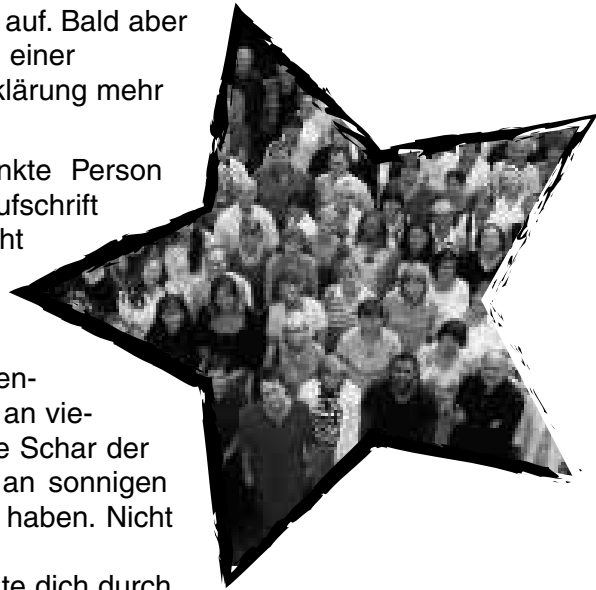 auf. Bald aber
einer
klärung mehr
nkte Person
ufschrift
ht
en-
an vie-
e Schar der
an sonnigen
haben. Nicht
te dich durch